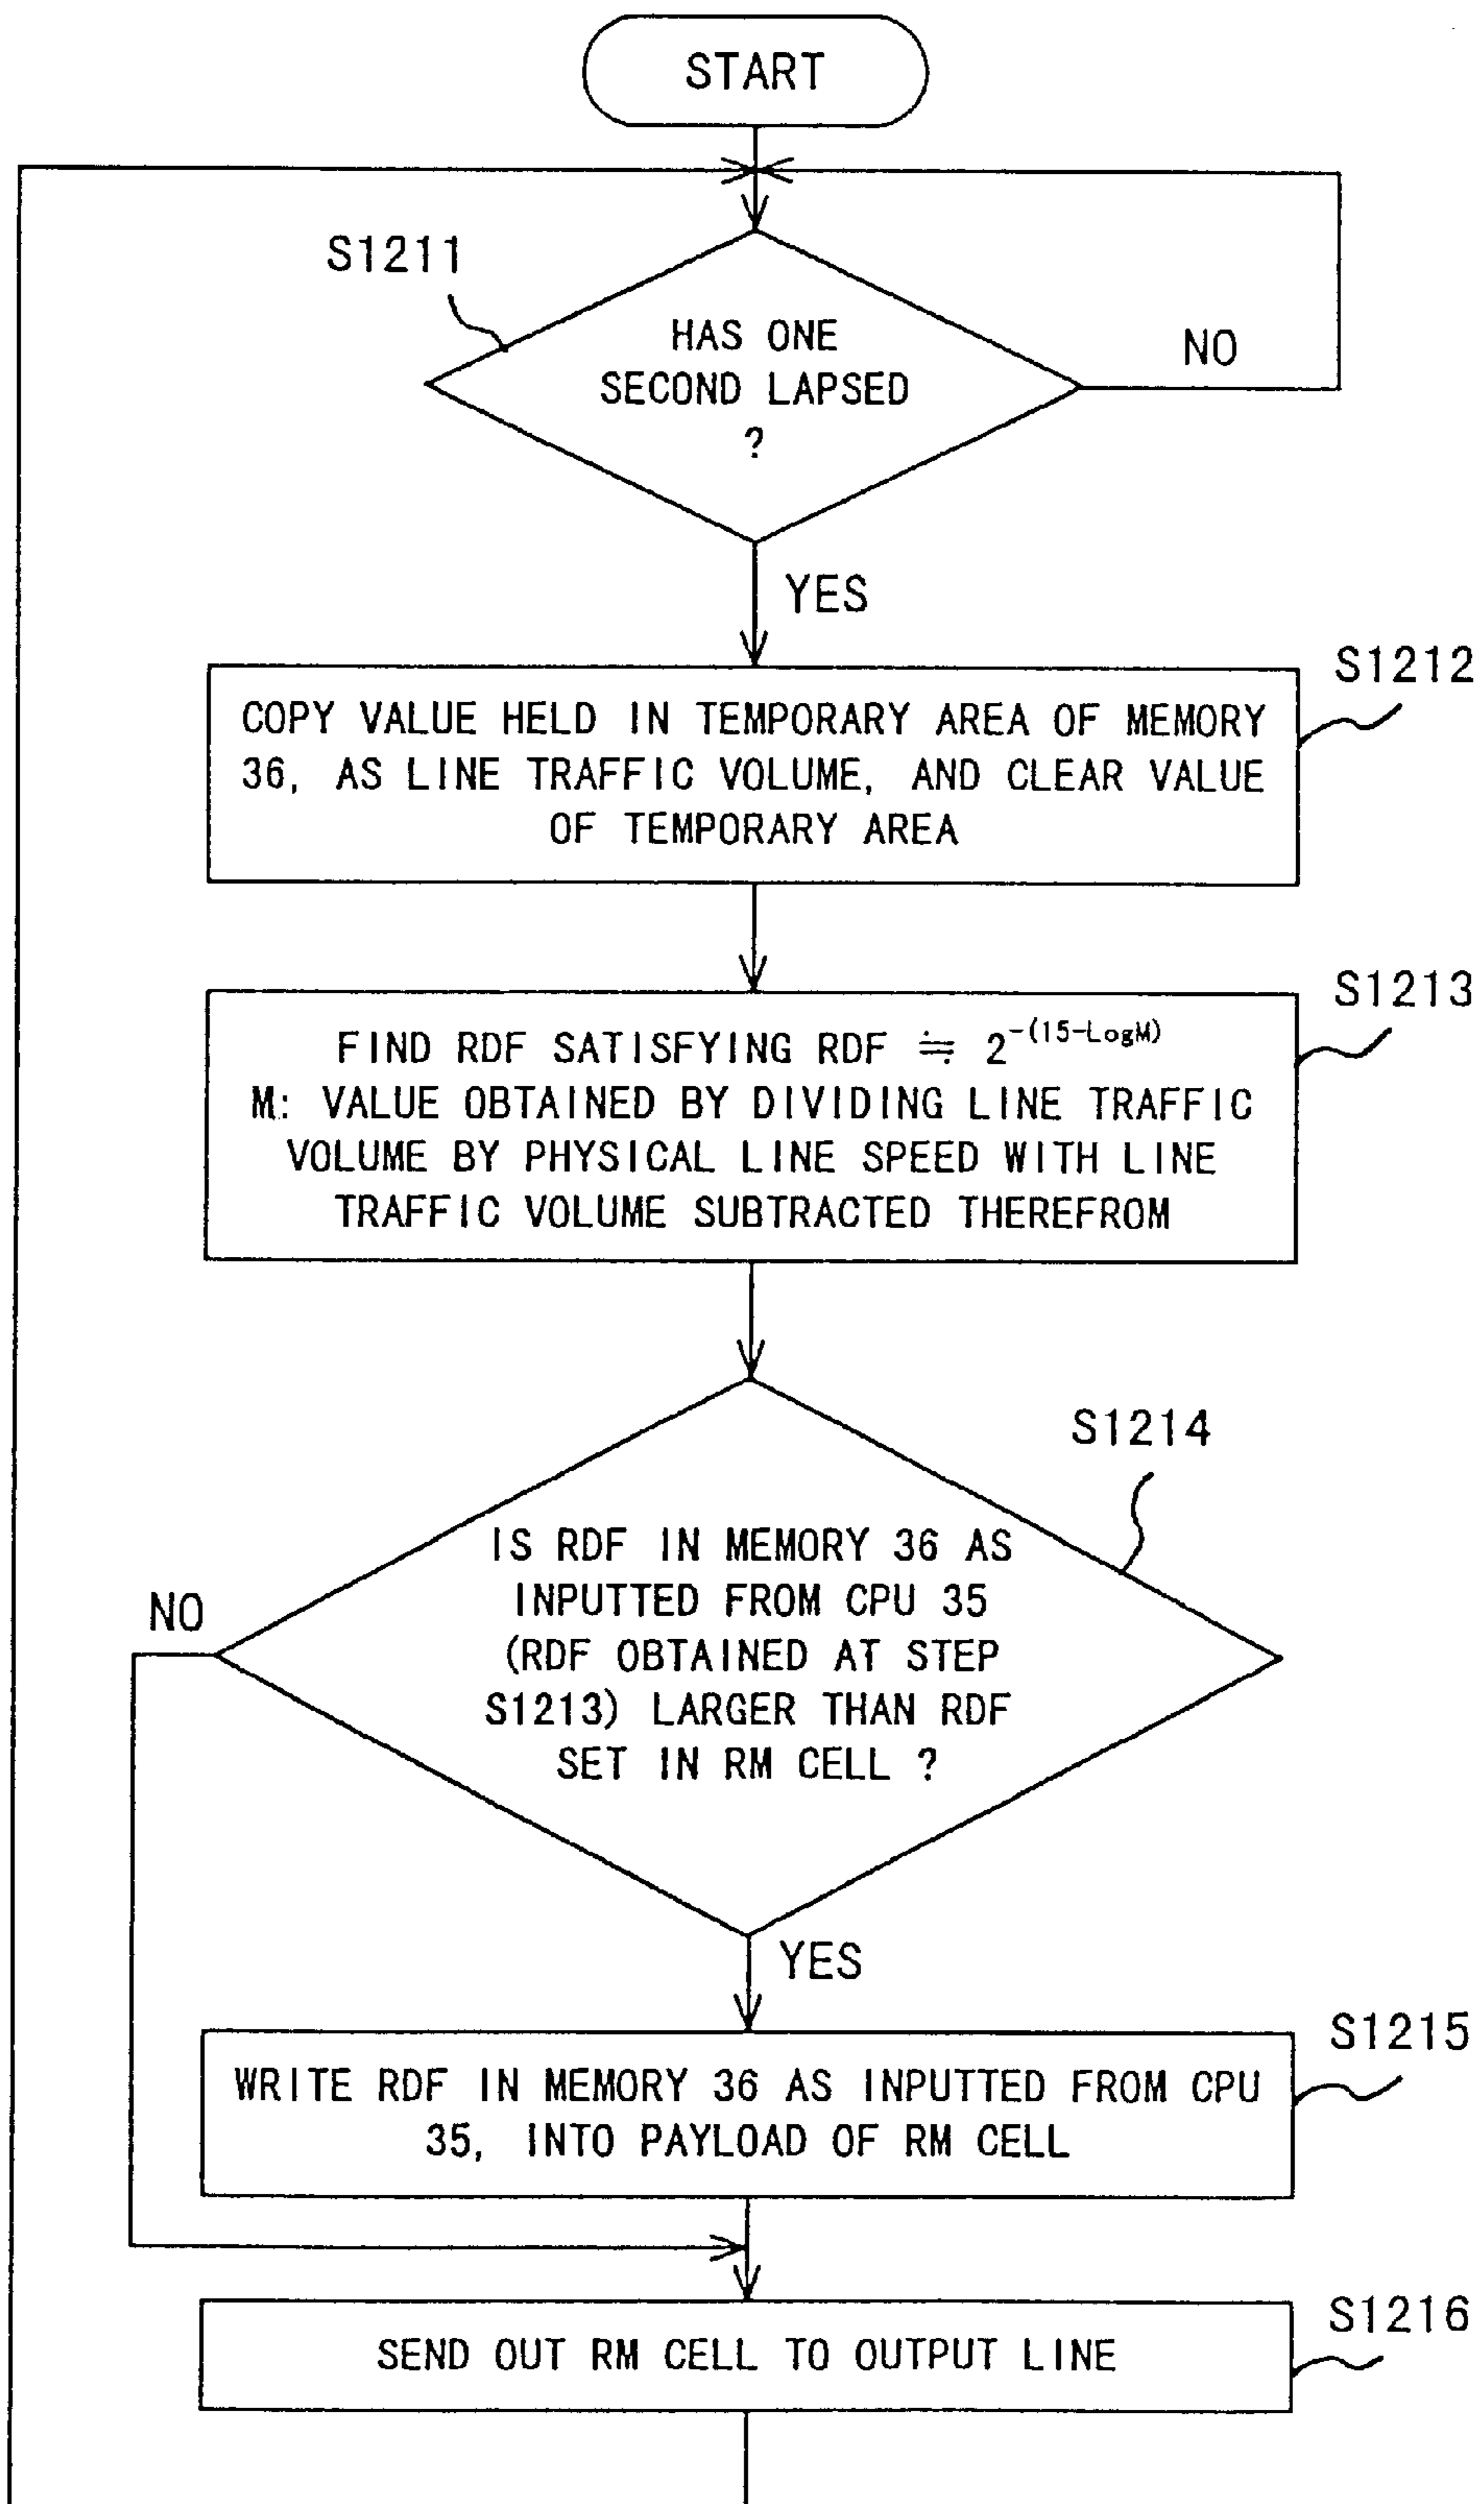 START
S1211
HAS ONE
SECOND LAPSED
?
NO
YES
S1212
COPY VALUE HELD IN TEMPORARY AREA OF MEMORY
36, AS LINE TRAFFIC VOLUME, AND CLEAR VALUE
OF TEMPORARY AREA
S1213
FIND RDF SATISFYING RDF ≒ 2^-(15-LogM)
M: VALUE OBTAINED BY DIVIDING LINE TRAFFIC
VOLUME BY PHYSICAL LINE SPEED WITH LINE
TRAFFIC VOLUME SUBTRACTED THEREFROM
S1214
IS RDF IN MEMORY 36 AS
INPUTTED FROM CPU 35
(RDF OBTAINED AT STEP
S1213) LARGER THAN RDF
SET IN RM CELL ?
NO
YES
S1215
WRITE RDF IN MEMORY 36 AS INPUTTED FROM CPU
35, INTO PAYLOAD OF RM CELL
S1216
SEND OUT RM CELL TO OUTPUT LINE